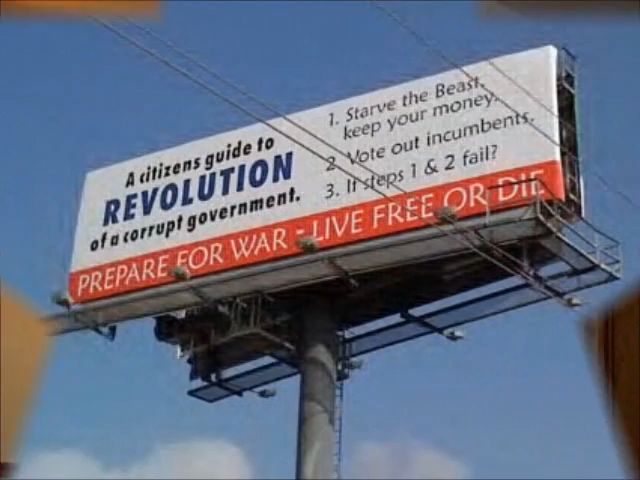 A citizens guide to
REVOLUTION
of a corrupt government.
1. Starve the Beast,
keep your money.
2. Vote out incumbents.
3. If steps 1 & 2 fail?
PREPARE FOR WAR - LIVE FREE OR DIE